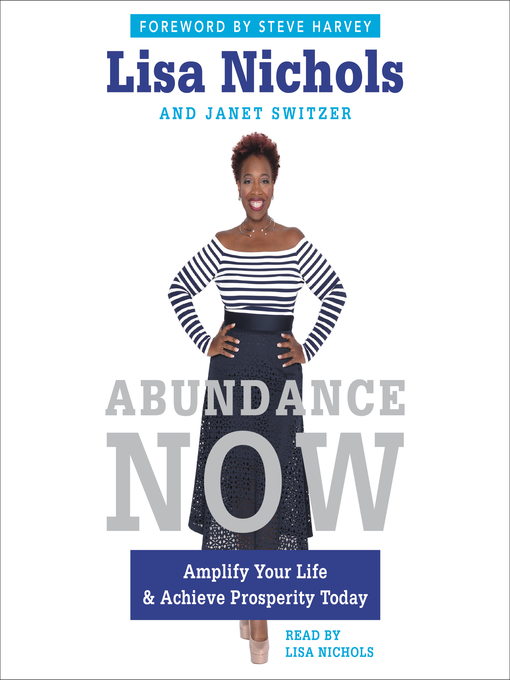 FOREWORD BY STEVE HARVEY
Lisa Nichols
AND JANET SWITZER
ABUNDANCE
NOW
Amplify Your Life
& Achieve Prosperity Today
READ BY
LISA NICHOLS